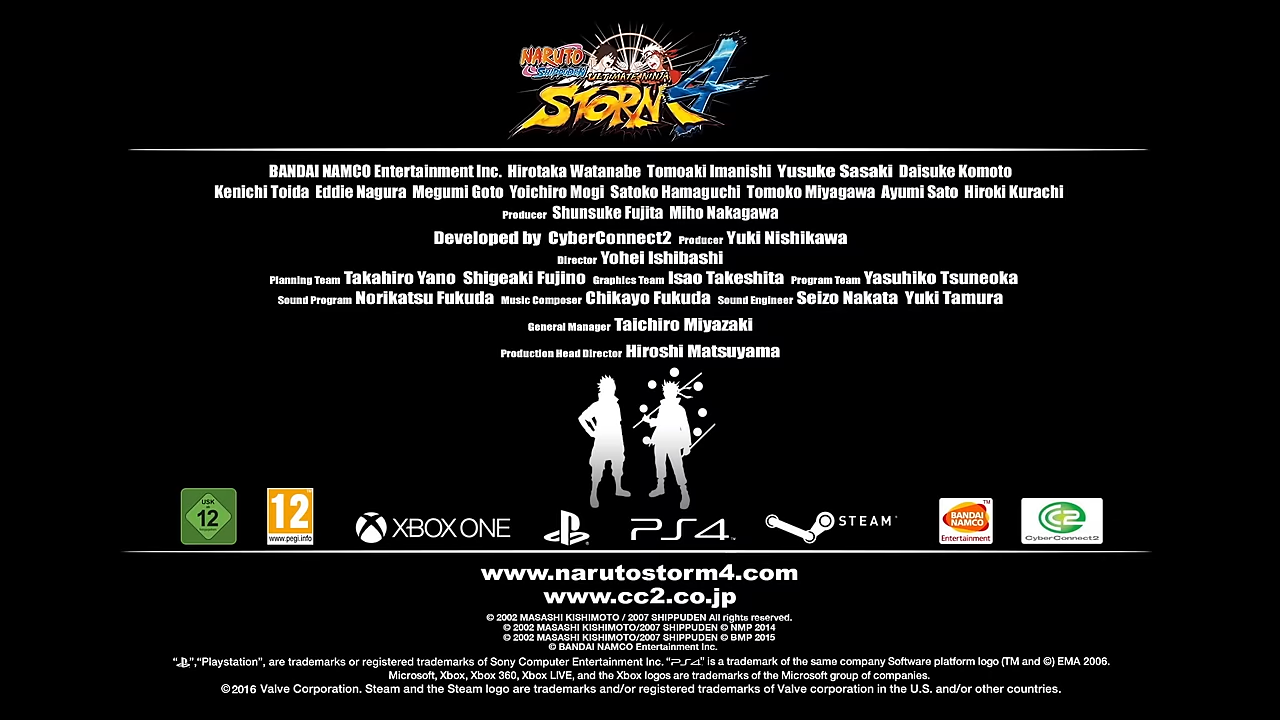 NARUTO
SHIPPUDEN
ULTIMATE NINJA
STORM 4
BANDAI NAMCO Entertainment Inc. Hirotaka Watanabe Tomoaki Imanishi Yusuke Sasaki Daisuke Komoto
Kenichi Toida Eddie Nagura Megumi Goto Yoichiro Mogi Satoko Hamaguchi Tomoko Miyagawa Ayumi Sato Hiroki Kurachi
Producer Shunsuke Fujita Miho Nakagawa
Developed by CyberConnect2 Producer Yuki Nishikawa
Director Yohei Ishibashi
Planning Team Takahiro Yano Shigeaki Fujino Graphics Team Isao Takeshita Program Team Yasuhiko Tsuneoka
Sound Program Norikatsu Fukuda Music Composer Chikayo Fukuda Sound Engineer Seizo Nakata Yuki Tamura
General Manager Taichiro Miyazaki
Production Head Director Hiroshi Matsuyama
USK
12
12
www.pegi.info
XBOX ONE
PS4™
STEAM™
BANDAI
NAMCO
Entertainment
TM
C2
CyberConnect2
www.narutostorm4.com
www.cc2.co.jp
© 2002 MASASHI KISHIMOTO / 2007 SHIPPUDEN All rights reserved.
© 2002 MASASHI KISHIMOTO/2007 SHIPPUDEN © NMP 2014
© 2002 MASASHI KISHIMOTO/2007 SHIPPUDEN © BMP 2015
© BANDAI NAMCO Entertainment Inc.
“ ”,“Playstation”, are trademarks or registered trademarks of Sony Computer Entertainment Inc. “PS4” is a trademark of the same company Software platform logo (TM and ©) EMA 2006.
Microsoft, Xbox, Xbox 360, Xbox LIVE, and the Xbox logos are trademarks of the Microsoft group of companies.
©2016 Valve Corporation. Steam and the Steam logo are trademarks and/or registered trademarks of Valve corporation in the U.S. and/or other countries.